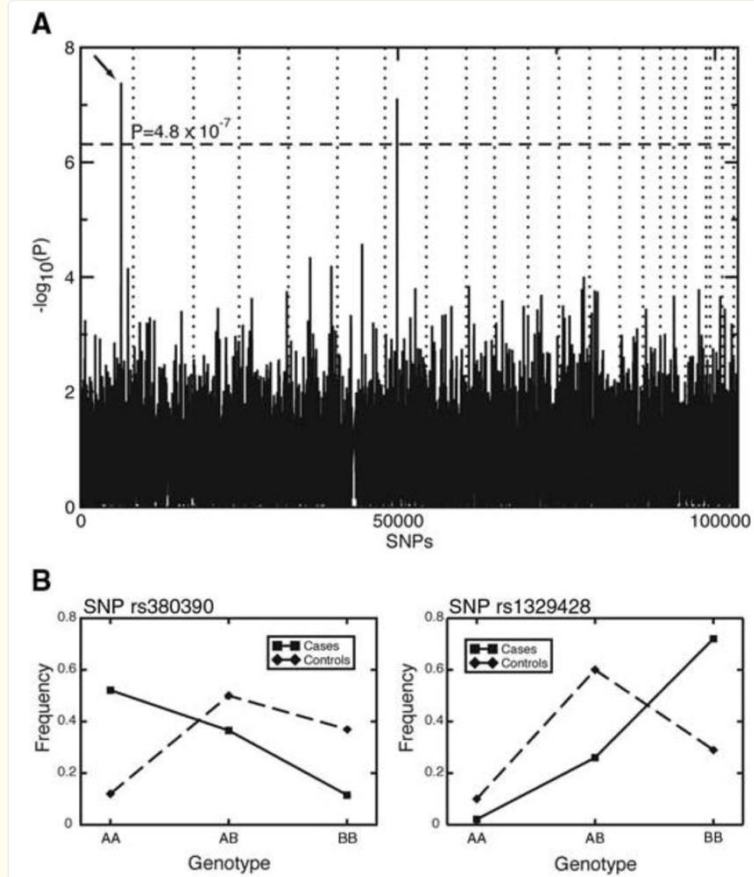 A
8
P=4.8 x 10-7
6
-log10(P)
4
2
0
0 50000 100000
SNPs
B
SNP rs380390
0.8
Cases
Controls
0.6
Frequency
0.4
0.2
0
AA AB BB
Genotype
SNP rs1329428
0.8
Cases
Controls
0.6
Frequency
0.4
0.2
0
AA AB BB
Genotype